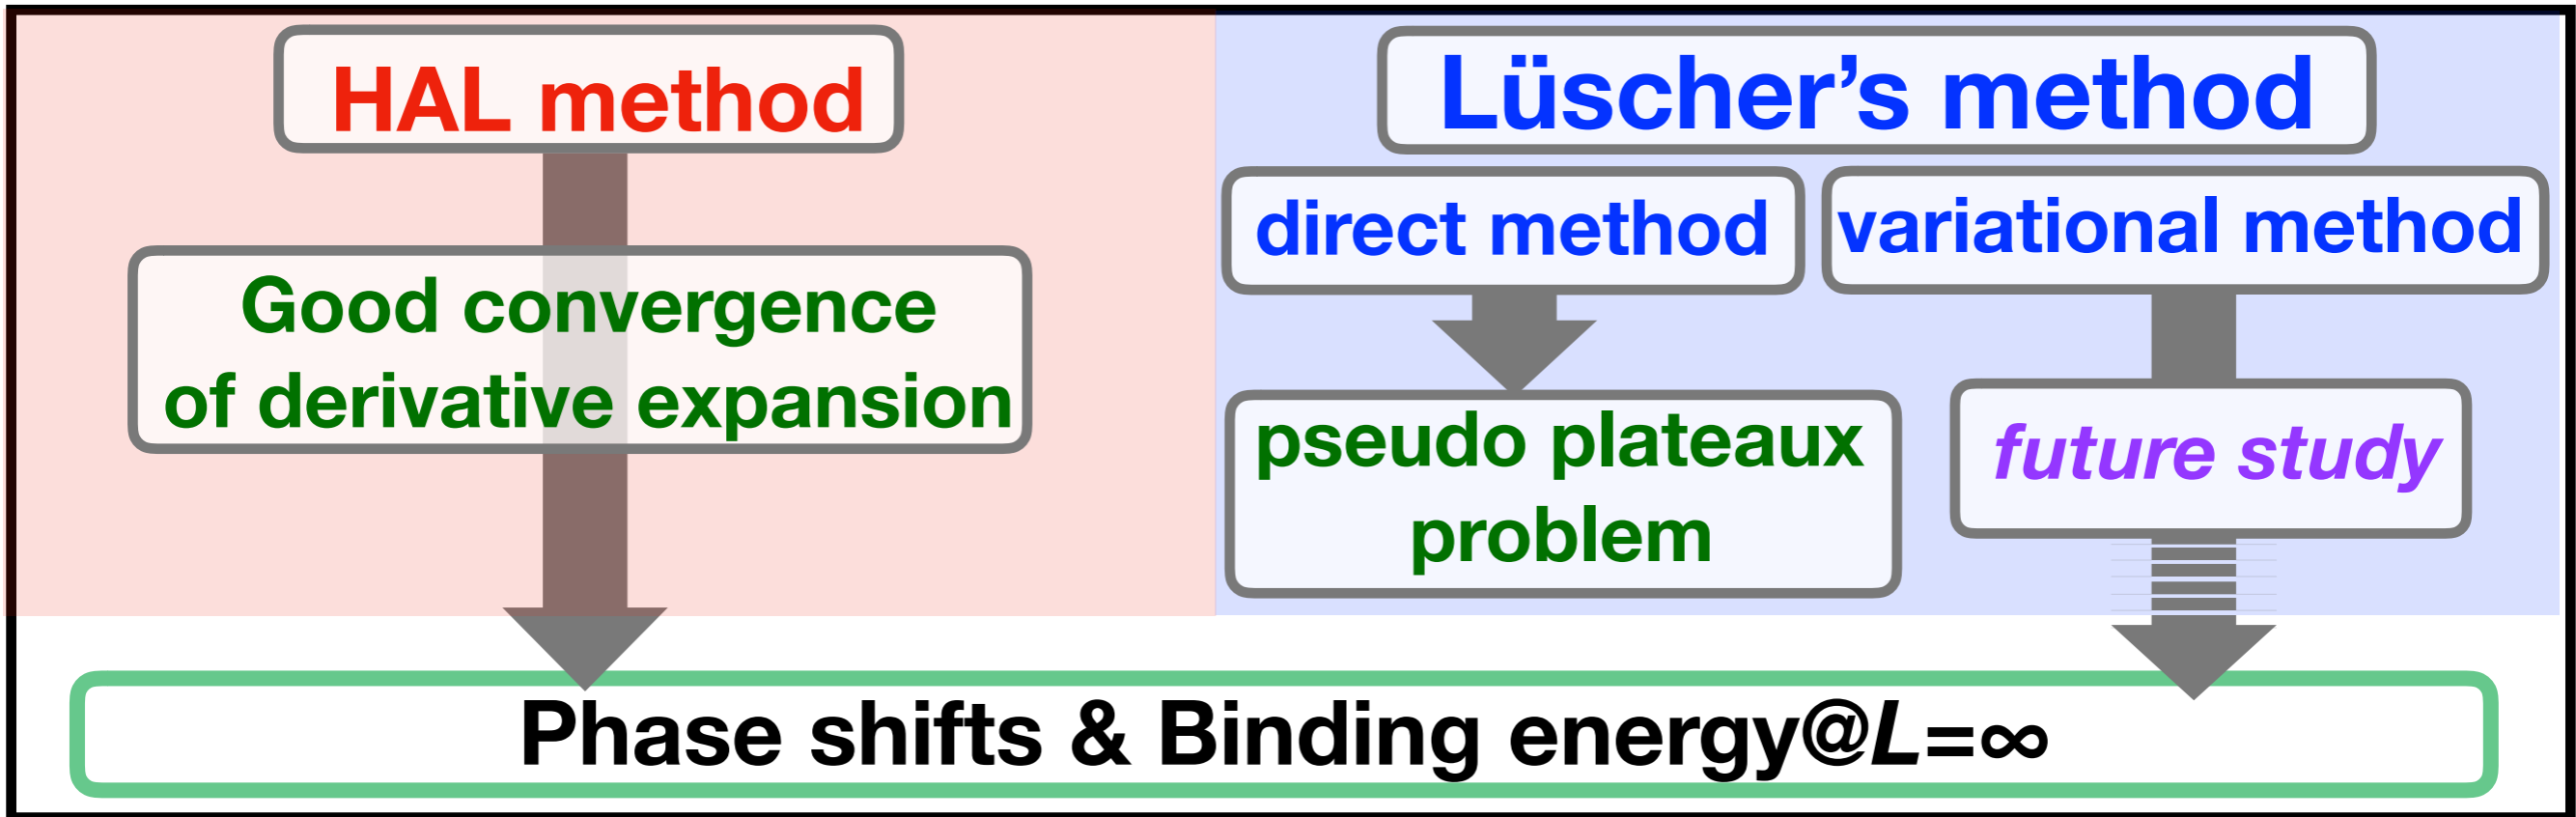 HAL method
Good convergence
of derivative expansion
Lüscher’s method
direct method
variational method
pseudo plateaux
problem
future study
Phase shifts & Binding energy@L=∞